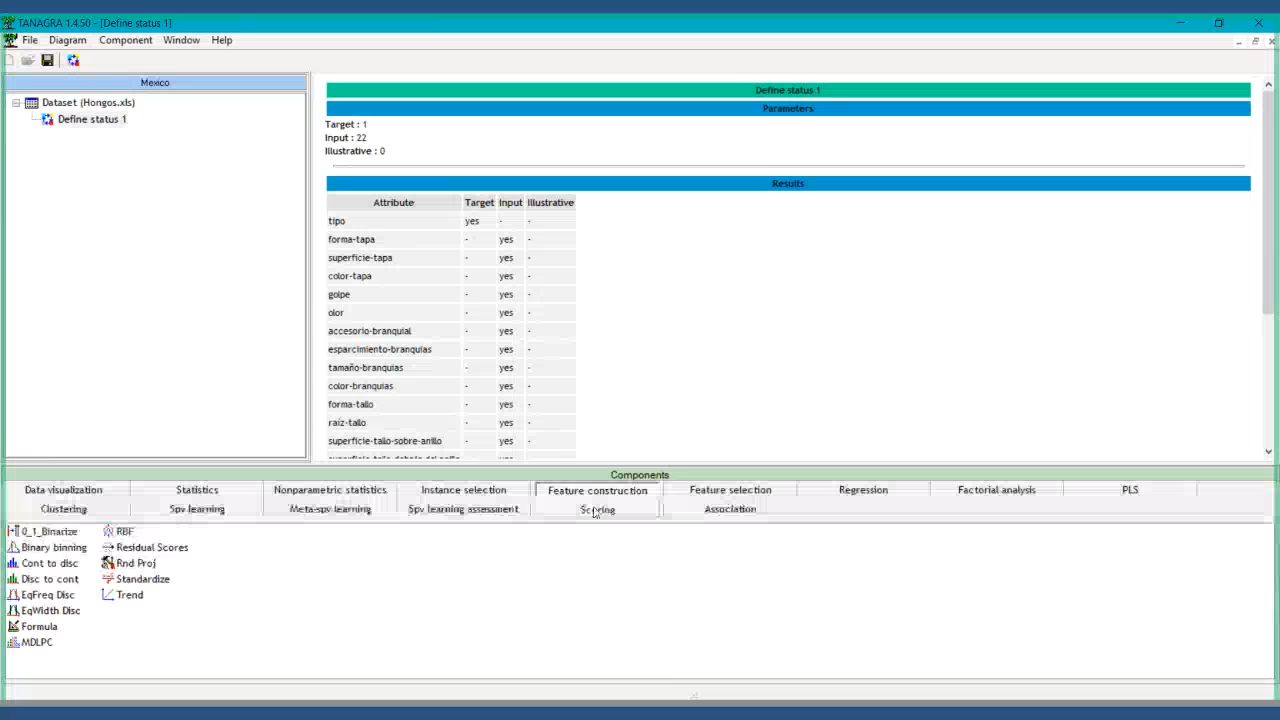 TANAGRA 1.4.50 - [Define status 1]
File Diagram Component Window Help
Mexico
Dataset (Hongos.xls)
Define status 1
Define status 1
Parameters
Target : 1
Input : 22
Illustrative : 0
Results
Attribute Target Input Illustrative
tipo yes - -
forma-tapa - yes -
superficie-tapa - yes -
color-tapa - yes -
golpe - yes -
olor - yes -
accesorio-branquial - yes -
esparcimiento-branquias - yes -
tamaño-branquias - yes -
color-branquias - yes -
forma-tallo - yes -
raíz-tallo - yes -
superficie-tallo-sobre-anillo - yes -
Components
Data visualization Statistics Nonparametric statistics Instance selection Feature construction Feature selection Regression Factorial analysis PLS
Clustering Spv learning Meta-spv learning Spv learning assessment Scoring Association
0_1_Binarize RBF
Binary binning Residual Scores
Cont to disc Rnd Proj
Disc to cont Standardize
EqFreq Disc Trend
EqWidth Disc
Formula
MDLPC